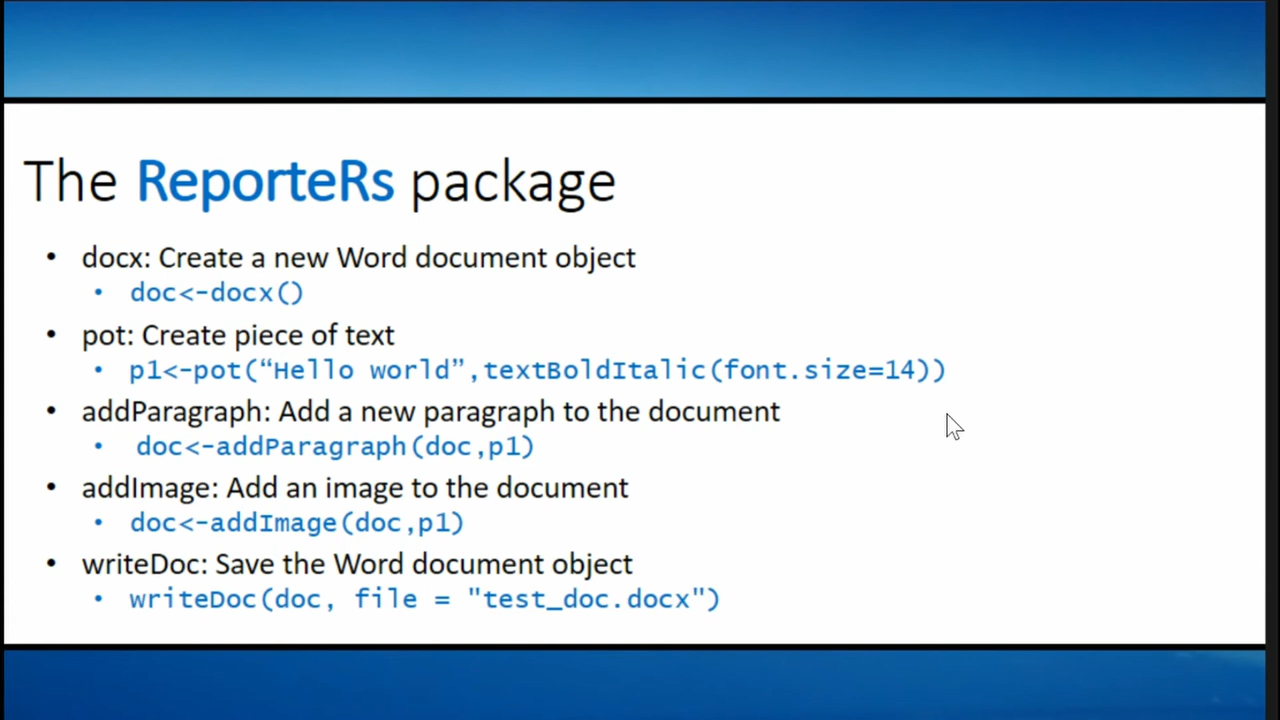 The ReporteRs package
• docx: Create a new Word document object
• doc<-docx()
• pot: Create piece of text
• p1<-pot(“Hello world”,textBoldItalic(font.size=14))
• addParagraph: Add a new paragraph to the document
• doc<-addParagraph(doc,p1)
• addImage: Add an image to the document
• doc<-addImage(doc,p1)
• writeDoc: Save the Word document object
• writeDoc(doc, file = "test_doc.docx")